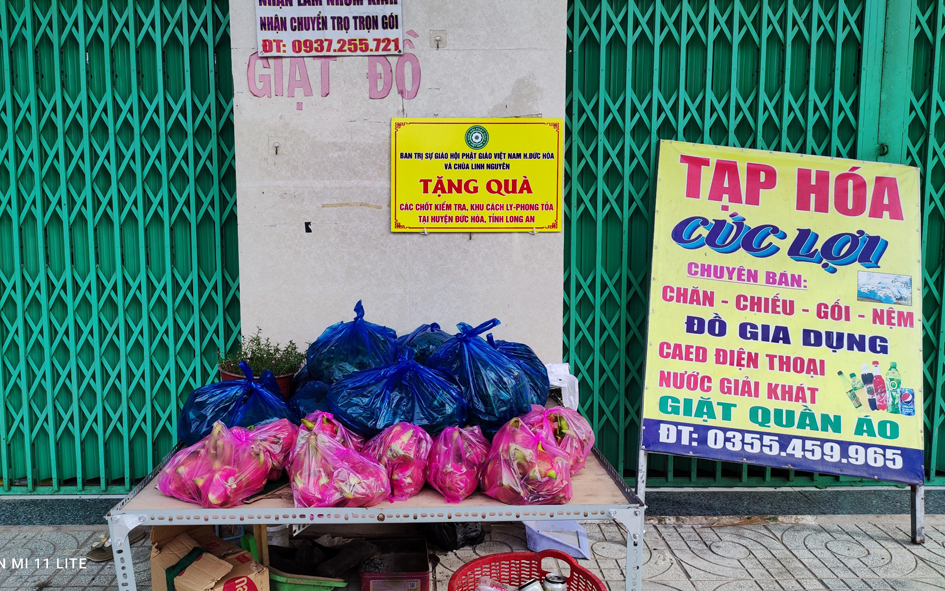 NHẬN LÀM NHÔM KÍNH
NHẬN CHUYỂN TRỌ TRỌN GÓI
ĐT: 0937.255.721
GIẶT ĐỒ
BAN TRỊ SỰ GIÁO HỘI PHẬT GIÁO VIỆT NAM H.ĐỨC HÒA
VÀ CHÙA LINH NGUYÊN
TẶNG QUÀ
CÁC CHỐT KIỂM TRA, KHU CÁCH LY-PHONG TỎA
TẠI HUYỆN ĐỨC HÒA, TỈNH LONG AN
TẠP HÓA
CÚC LỢI
CHUYÊN BÁN:
CHĂN - CHIẾU - GỐI - NỆM
ĐỒ GIA DỤNG
CAED ĐIỆN THOẠI
NƯỚC GIẢI KHÁT
GIẶT QUẦN ÁO
ĐT: 0355.459.965
N MI 11 LITE